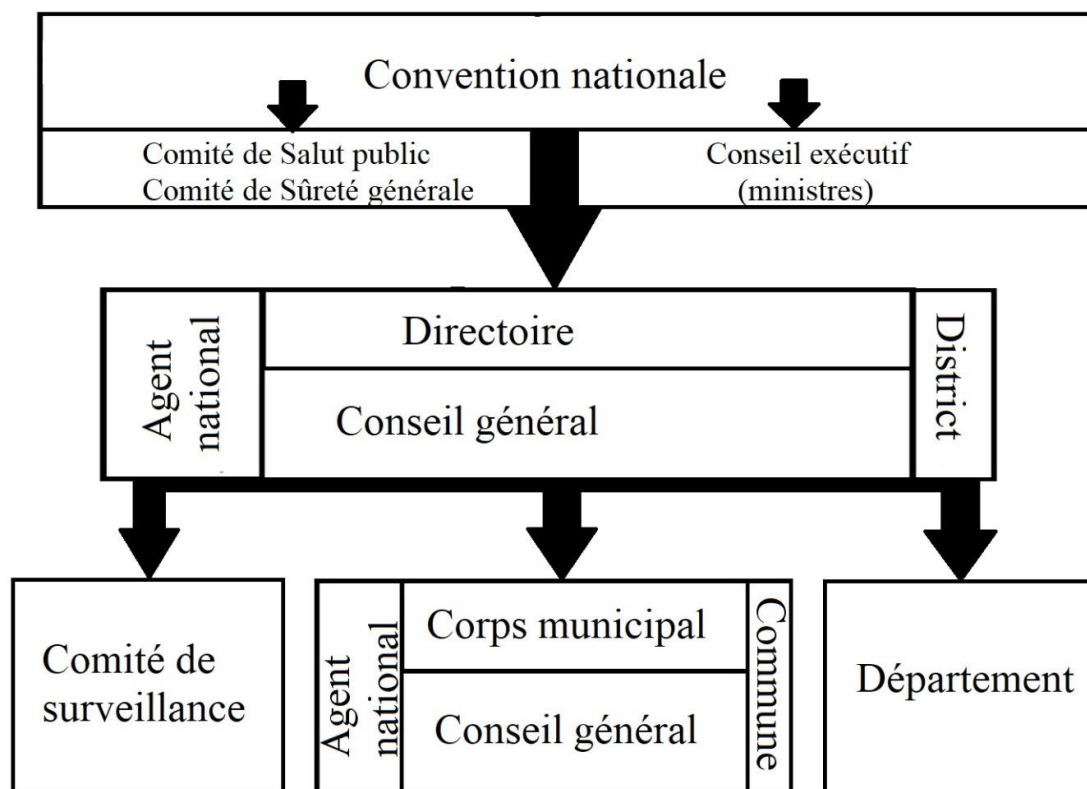 Convention nationale
Comité de Salut public
Comité de Sûreté générale
Conseil exécutif
(ministres)
Agent
national
Directoire
Conseil général
District
Comité de
surveillance
Agent
national
Corps municipal
Conseil général
Commune
Département